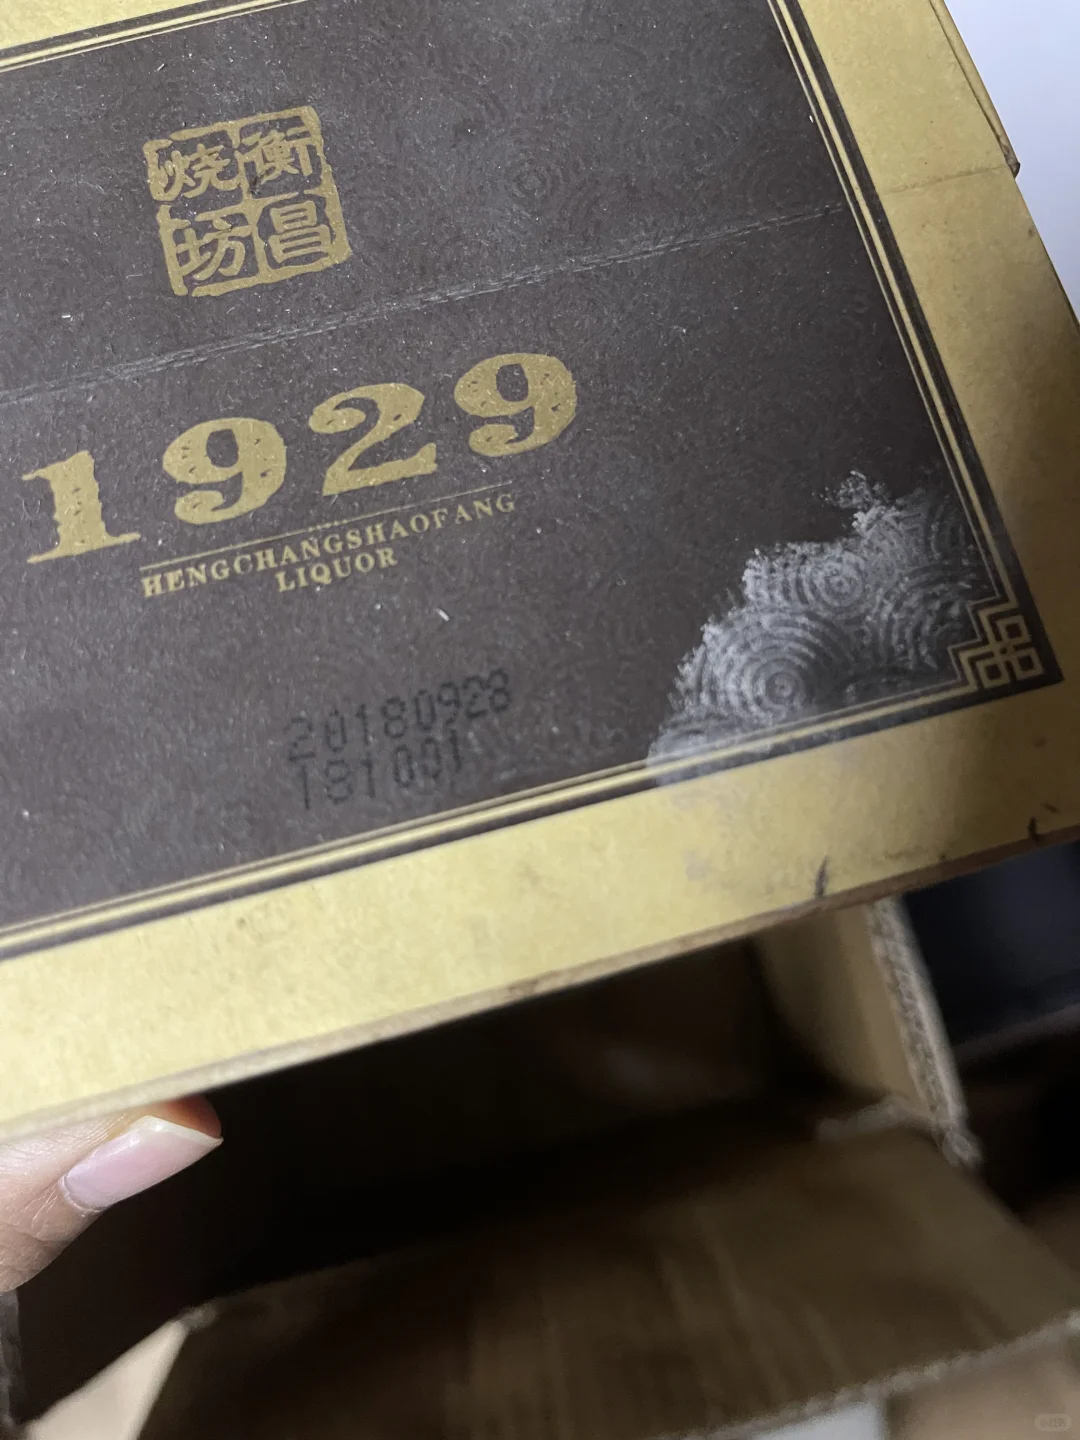 衡昌
烧坊
1929
HENGCHANGSHAOFANG
LIQUOR
20180928
181001